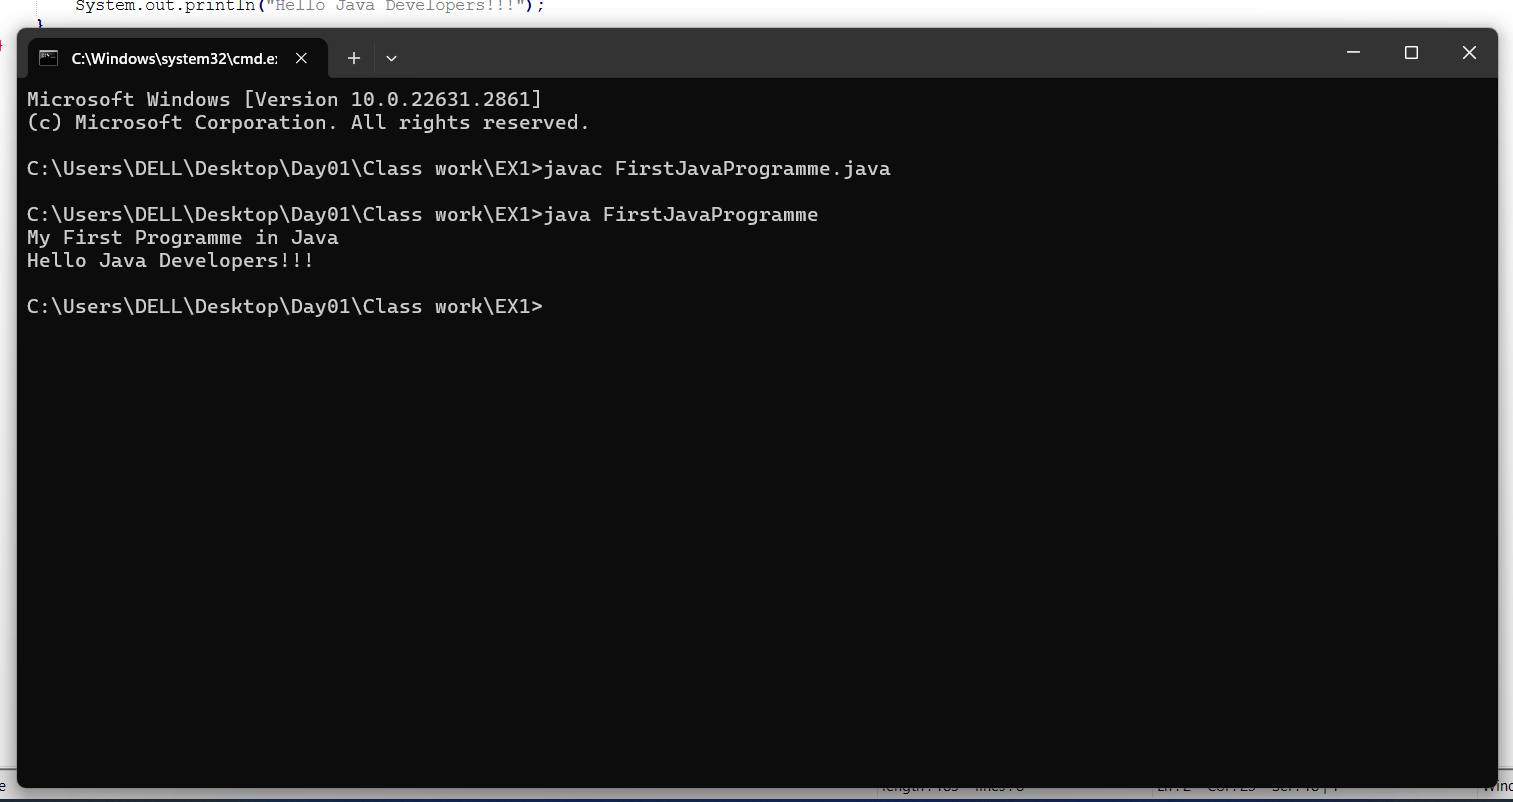 System.out.println("Hello Java Developers!!!");
}
}
C:\Windows\system32\cmd.e
Microsoft Windows [Version 10.0.22631.2861]
(c) Microsoft Corporation. All rights reserved.
C:\Users\DELL\Desktop\Day01\Class work\EX1>javac FirstJavaProgramme.java
C:\Users\DELL\Desktop\Day01\Class work\EX1>java FirstJavaProgramme
My First Programme in Java
Hello Java Developers!!!
C:\Users\DELL\Desktop\Day01\Class work\EX1>